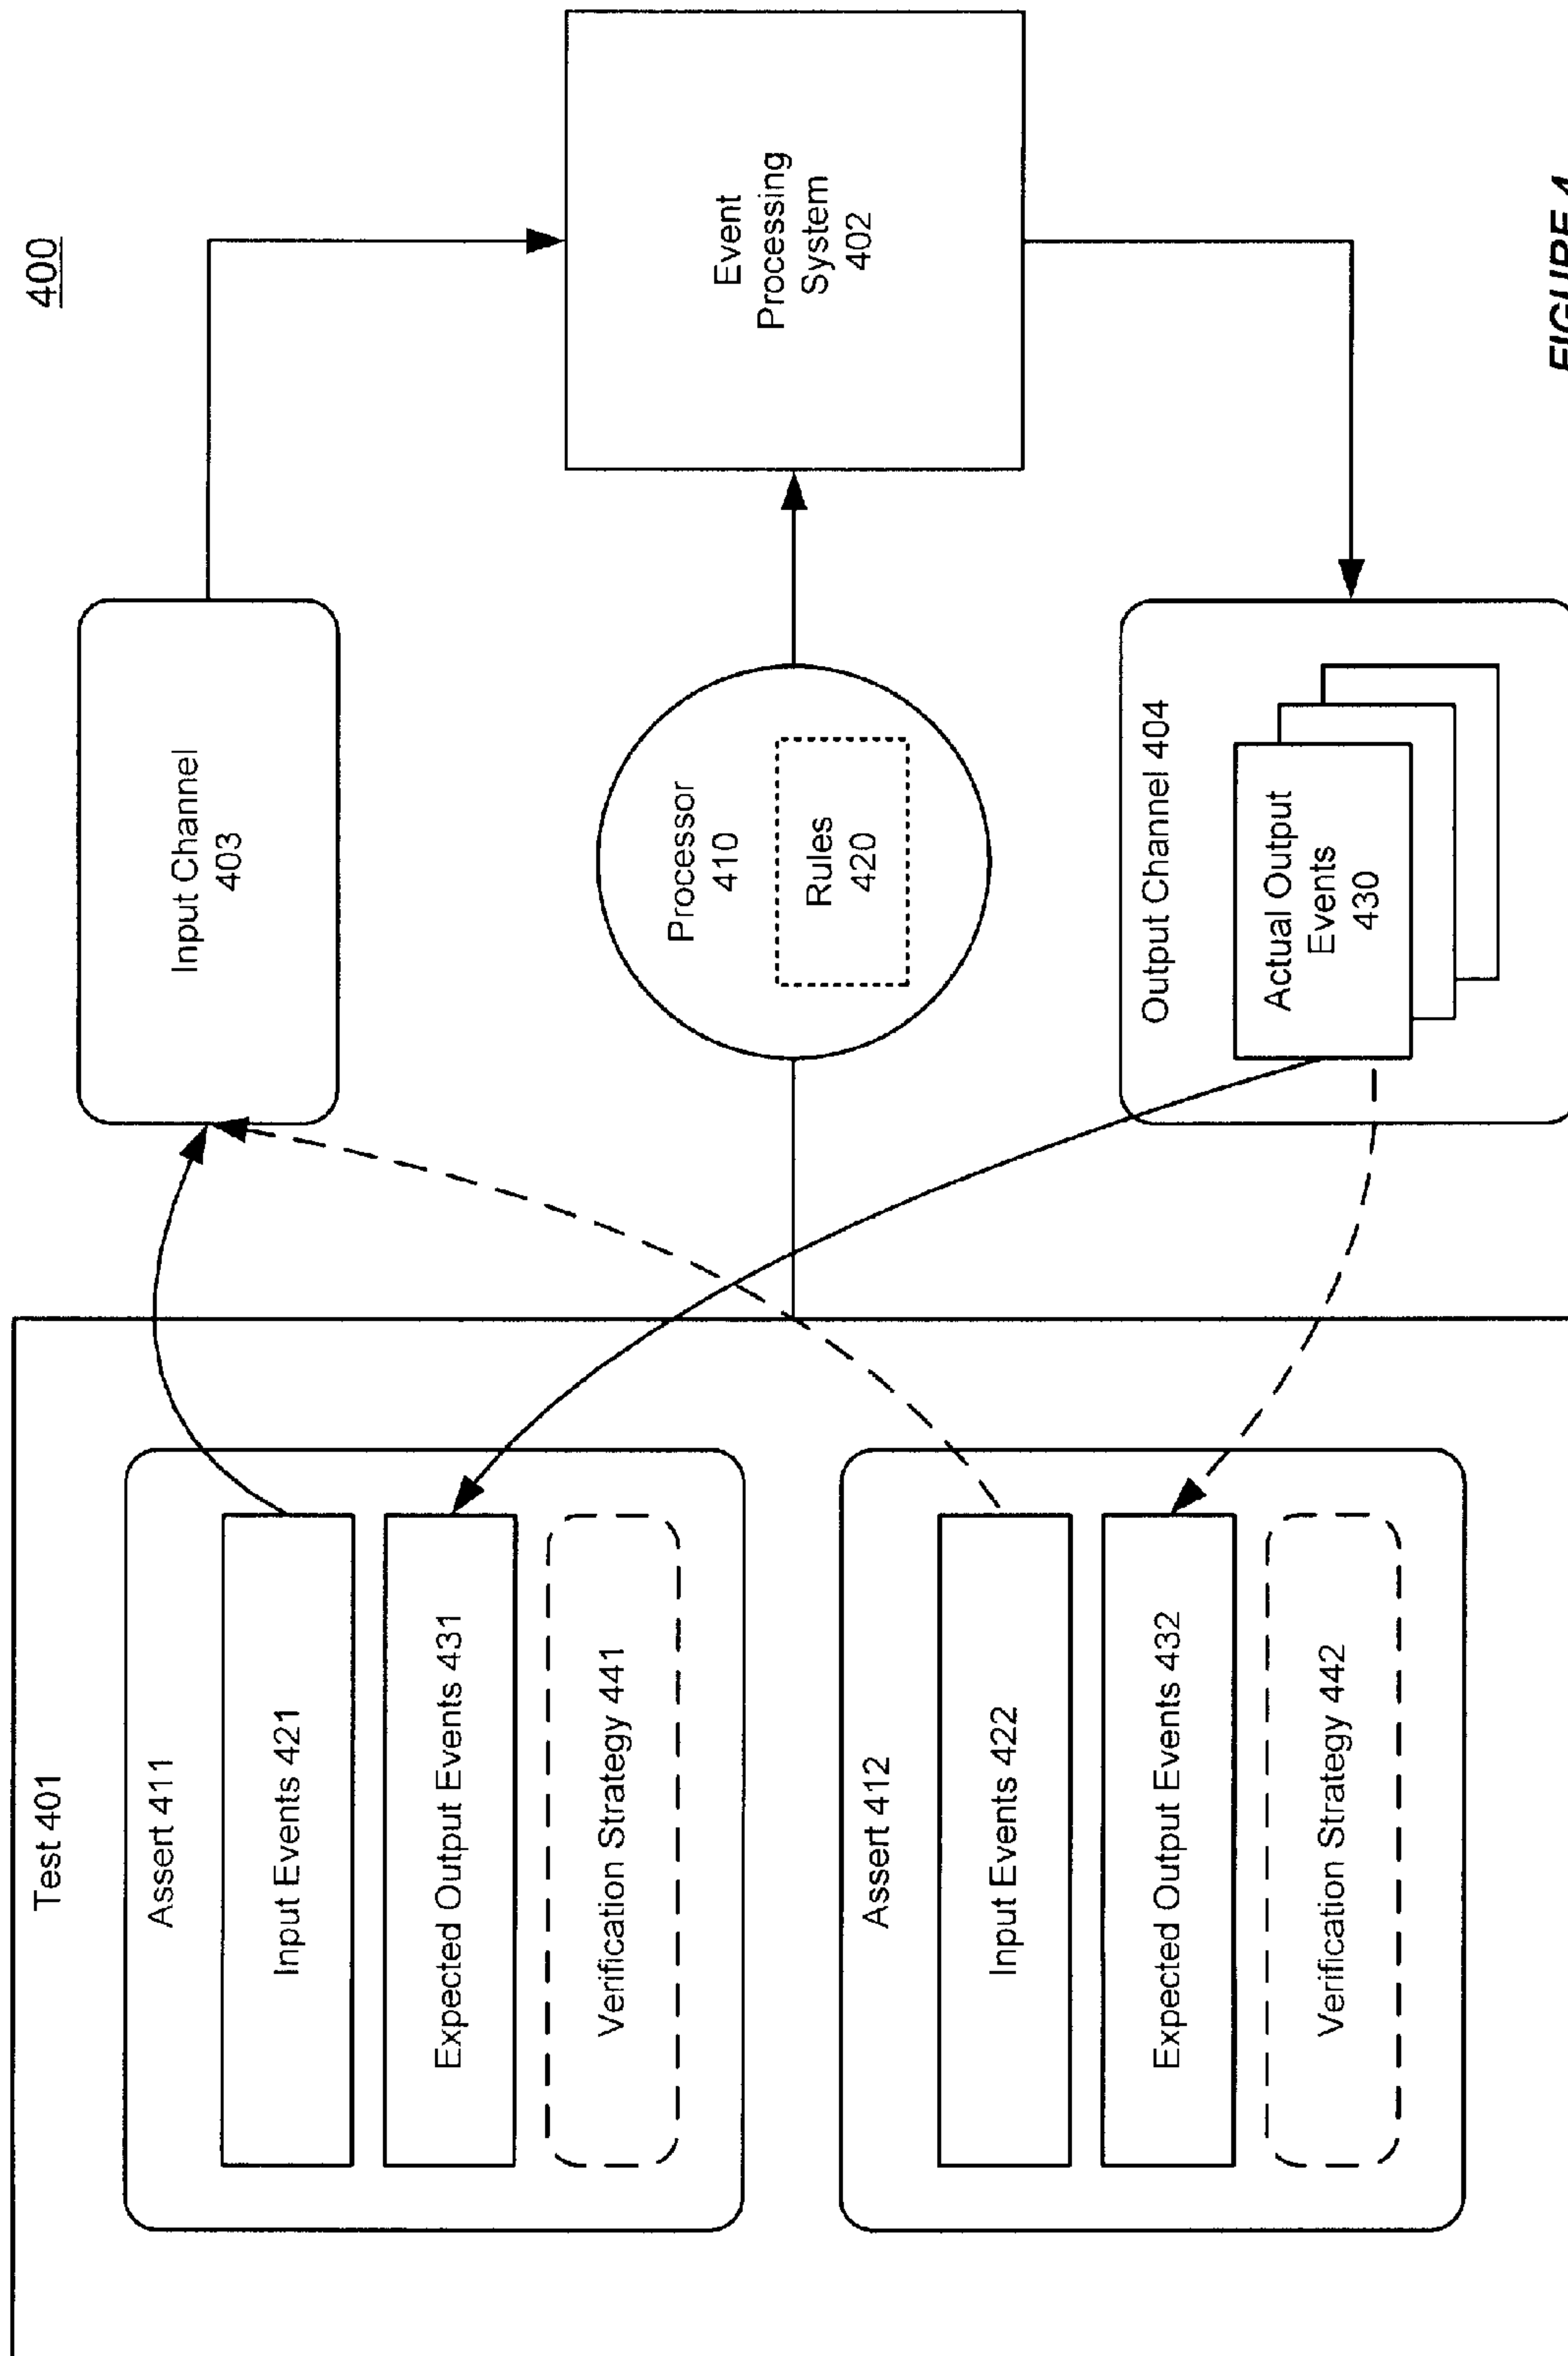 400
Test 401
Assert 411
Input Events 421
Expected Output Events 431
Verification Strategy 441
Assert 412
Input Events 422
Expected Output Events 432
Verification Strategy 442
Input Channel
403
Processor
410
Rules
420
Output Channel 404
Actual Output
Events
430
Event
Processing
System
402
FIGURE 4